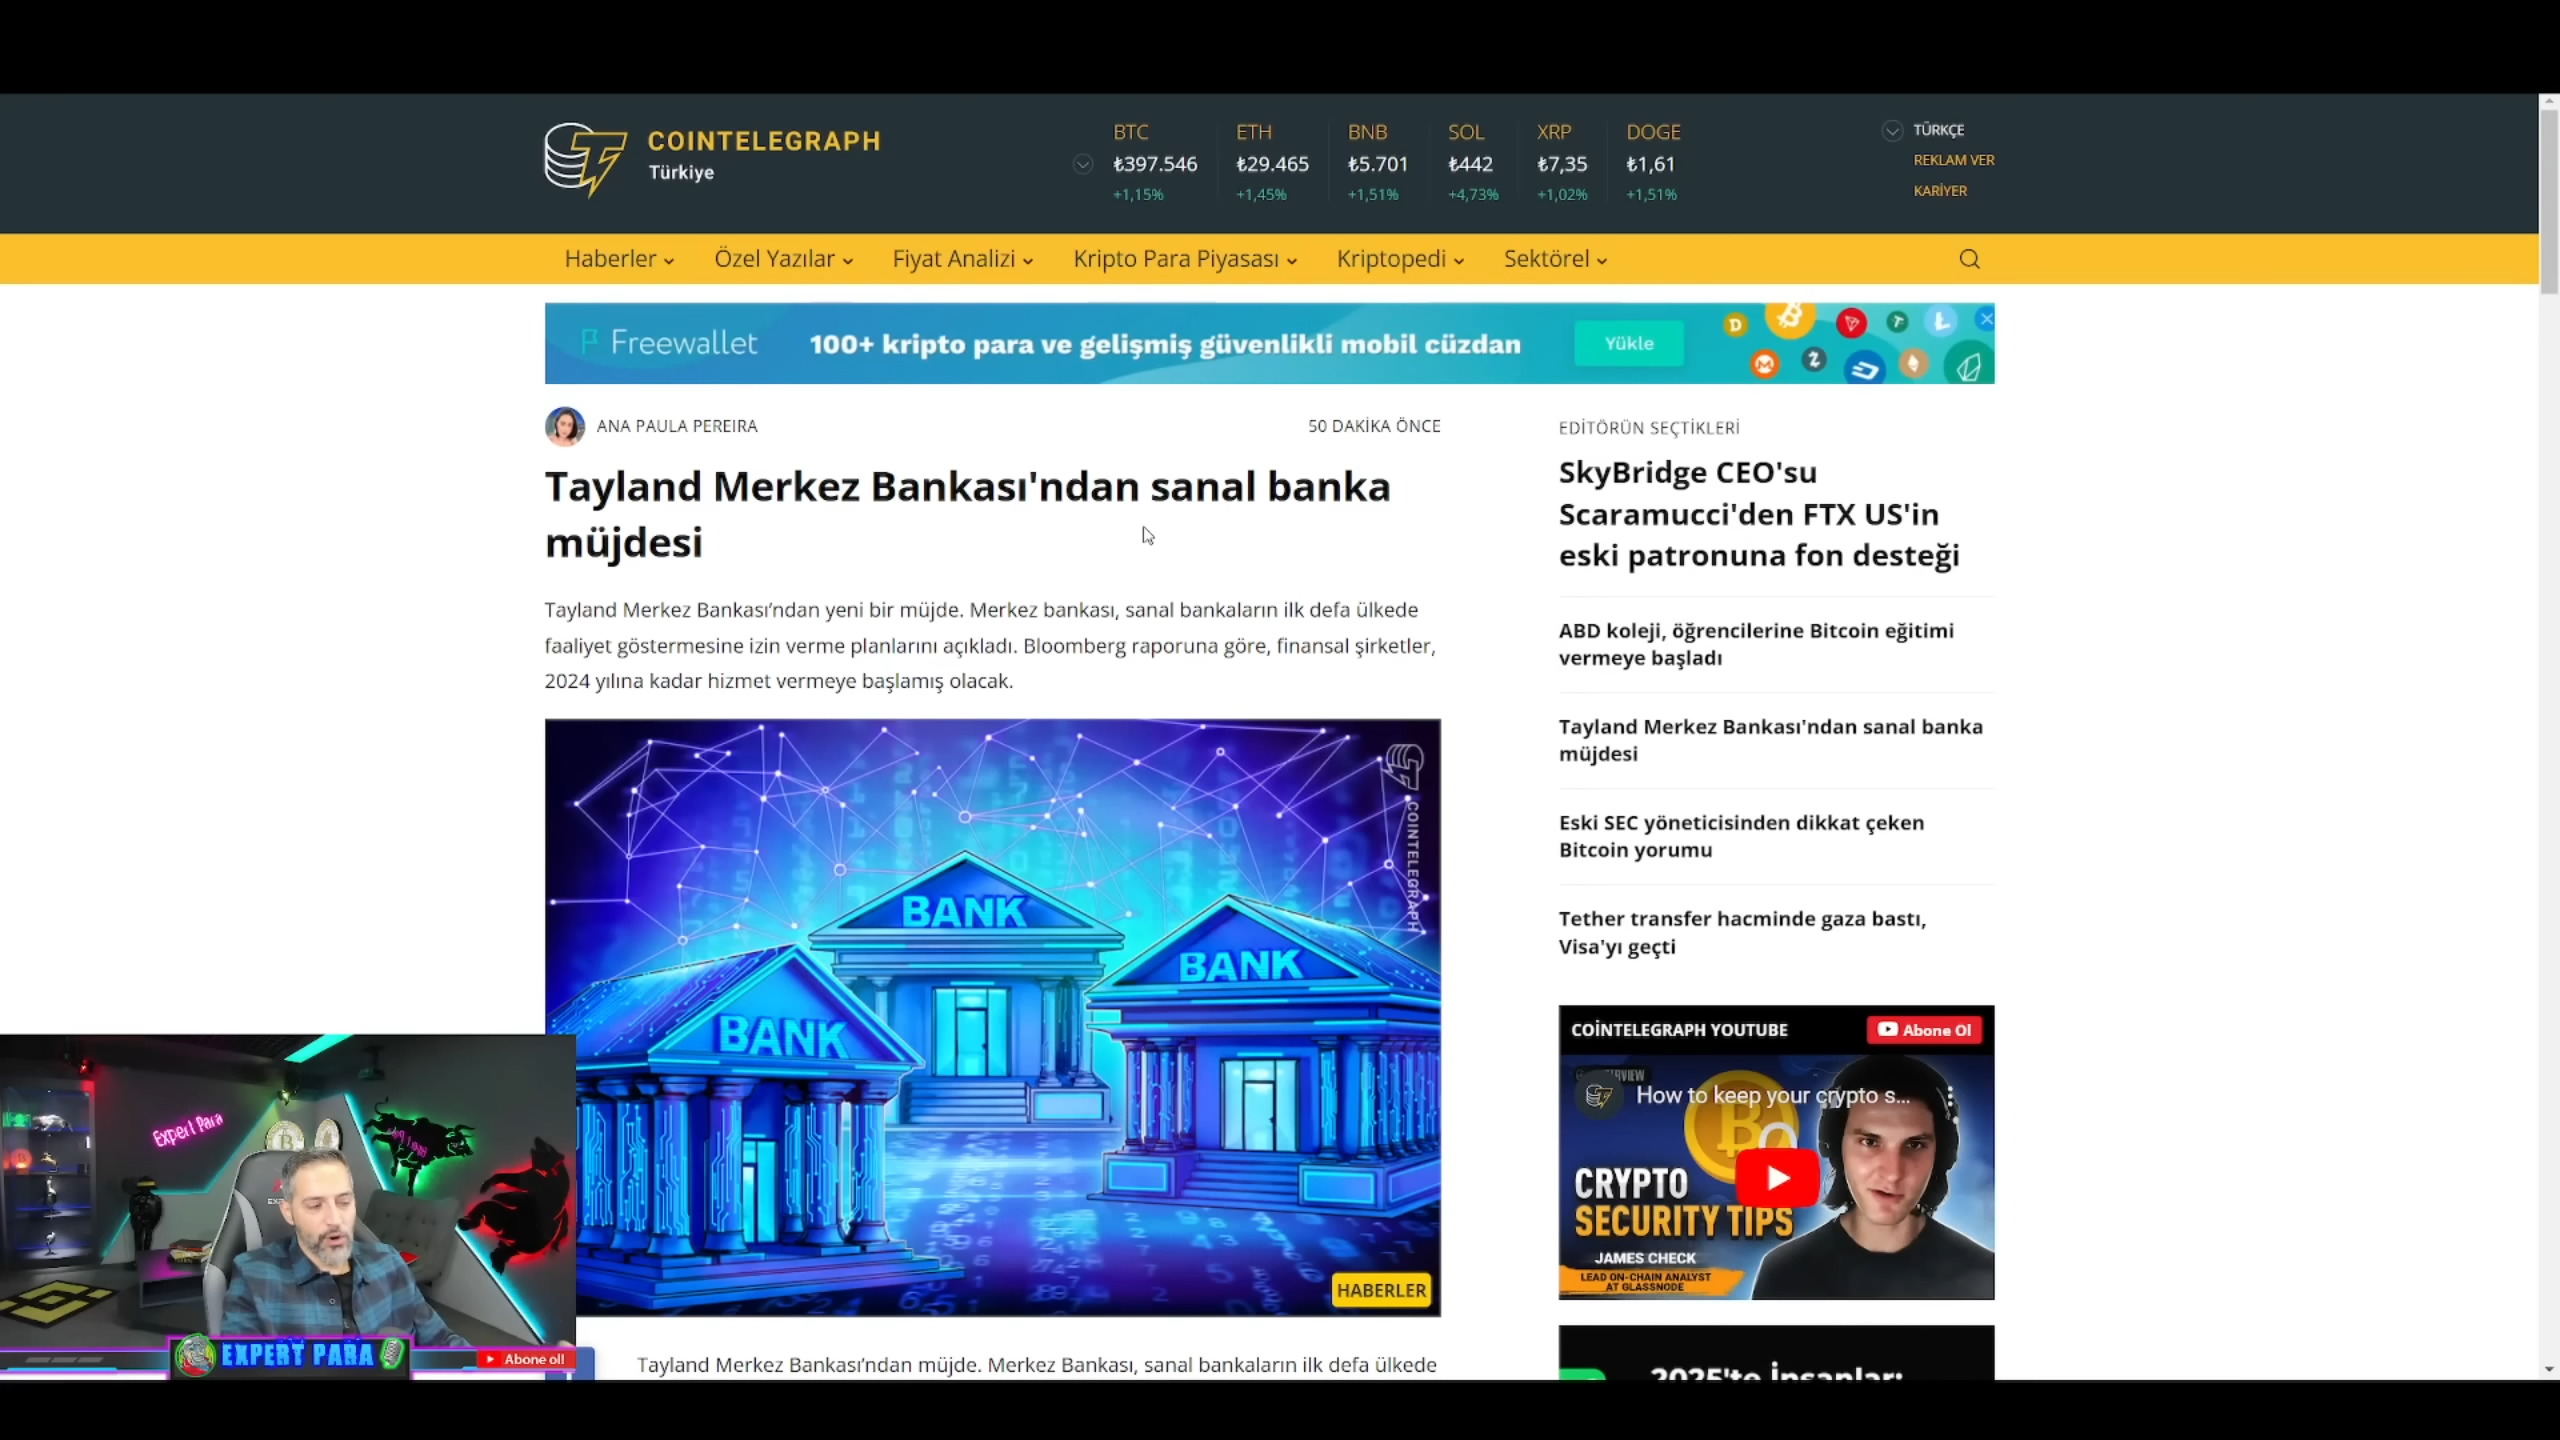 COINTELEGRAPH
Türkiye
BTC
₺397.546
+1,15%
ETH
₺29.465
+1,45%
BNB
₺5.701
+1,51%
SOL
₺442
+4,73%
XRP
₺7,35
+1,02%
DOGE
₺1,61
+1,51%
TÜRKÇE
REKLAM VER
KARİYER
Haberler
Özel Yazılar
Fiyat Analizi
Kripto Para Piyasası
Kriptopedi
Sektörel
Freewallet
100+ kripto para ve gelişmiş güvenlikli mobil cüzdan
Yükle
ANA PAULA PEREIRA
50 DAKİKA ÖNCE
Tayland Merkez Bankası'ndan sanal banka
müjdesi
Tayland Merkez Bankası’ndan yeni bir müjde. Merkez bankası, sanal bankaların ilk defa ülkede
faaliyet göstermesine izin verme planlarını açıkladı. Bloomberg raporuna göre, finansal şirketler,
2024 yılına kadar hizmet vermeye başlamış olacak.
COINTELEGRAPH
BANK
BANK
BANK
HABERLER
Tayland Merkez Bankası’ndan müjde. Merkez Bankası, sanal bankaların ilk defa ülkede
EDİTÖRÜN SEÇTİKLERİ
SkyBridge CEO'su
Scaramucci'den FTX US'in
eski patronuna fon desteği
ABD koleji, öğrencilerine Bitcoin eğitimi
vermeye başladı
Tayland Merkez Bankası'ndan sanal banka
müjdesi
Eski SEC yöneticisinden dikkat çeken
Bitcoin yorumu
Tether transfer hacminde gaza bastı,
Visa'yı geçti
COİNTELEGRAPH YOUTUBE
Abone Ol
How to keep your crypto s...
CRYPTO
SECURITY TIPS
JAMES CHECK
LEAD ON-CHAIN ANALYST
AT GLASSNODE
2025'te İnsanlar:
Expert Para
EXPERT PARA
Abone oll